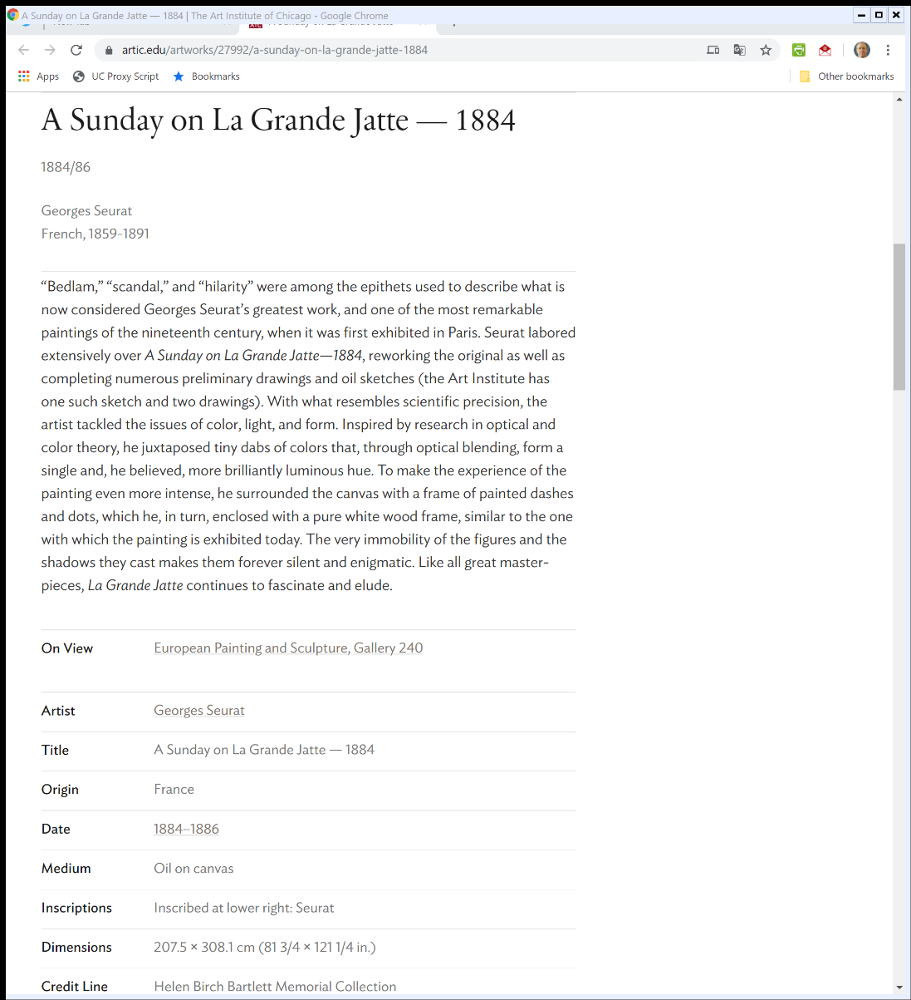 A Sunday on La Grande Jatte — 1884 | The Art Institute of Chicago - Google Chrome
artic.edu/artworks/27992/a-sunday-on-la-grande-jatte-1884
Apps UC Proxy Script Bookmarks Other bookmarks
A Sunday on La Grande Jatte — 1884
1884/86
Georges Seurat
French, 1859-1891
“Bedlam,” “scandal,” and “hilarity” were among the epithets used to describe what is
now considered Georges Seurat’s greatest work, and one of the most remarkable
paintings of the nineteenth century, when it was first exhibited in Paris. Seurat labored
extensively over A Sunday on La Grande Jatte—1884, reworking the original as well as
completing numerous preliminary drawings and oil sketches (the Art Institute has
one such sketch and two drawings). With what resembles scientific precision, the
artist tackled the issues of color, light, and form. Inspired by research in optical and
color theory, he juxtaposed tiny dabs of colors that, through optical blending, form a
single and, he believed, more brilliantly luminous hue. To make the experience of the
painting even more intense, he surrounded the canvas with a frame of painted dashes
and dots, which he, in turn, enclosed with a pure white wood frame, similar to the one
with which the painting is exhibited today. The very immobility of the figures and the
shadows they cast makes them forever silent and enigmatic. Like all great master-
pieces, La Grande Jatte continues to fascinate and elude.
On View European Painting and Sculpture, Gallery 240
Artist Georges Seurat
Title A Sunday on La Grande Jatte — 1884
Origin France
Date 1884–1886
Medium Oil on canvas
Inscriptions Inscribed at lower right: Seurat
Dimensions 207.5 × 308.1 cm (81 3/4 × 121 1/4 in.)
Credit Line Helen Birch Bartlett Memorial Collection